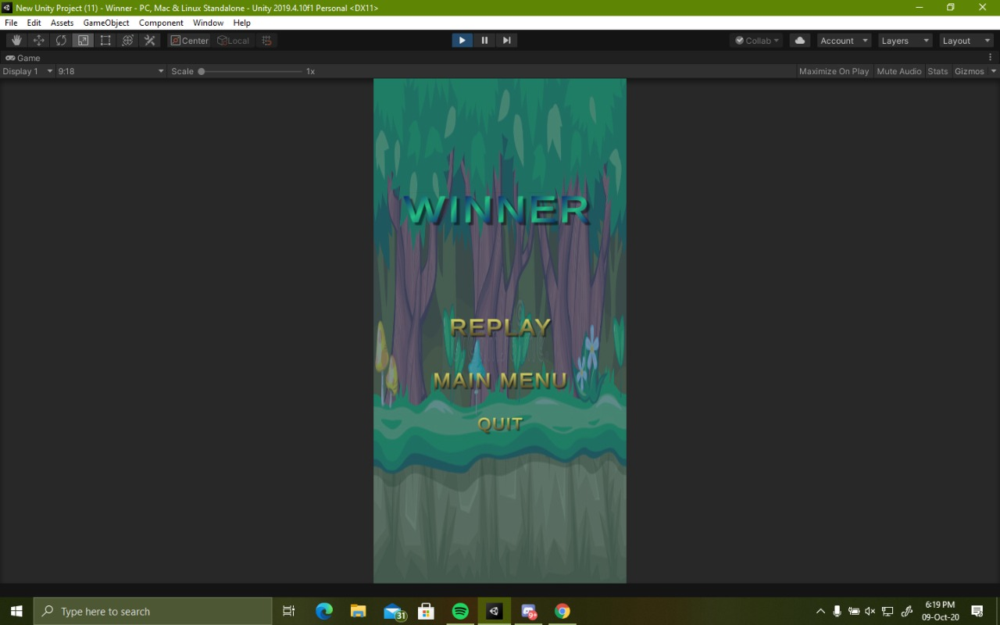 New Unity Project (11) - Winner - PC, Mac & Linux Standalone - Unity 2019.4.10f1 Personal <DX11>
File Edit Assets GameObject Component Window Help
Center Local Collab Account Layers Layout
Game
Display 1 9:18 Scale 1x Maximize On Play Mute Audio Stats Gizmos
WINNER
REPLAY
MAIN MENU
QUIT
Type here to search
31
9+
6:19 PM
09-Oct-20